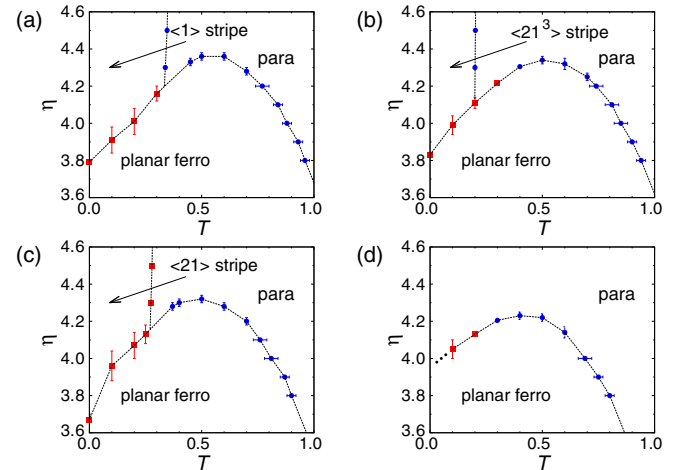 (a)
4.6
4.4
4.2
4.0
3.8
3.6
η
<1> stripe
para
planar ferro
0.0
0.5
1.0
T
(b)
4.6
4.4
4.2
4.0
3.8
3.6
η
<21³> stripe
para
planar ferro
0.0
0.5
1.0
T
(c)
4.6
4.4
4.2
4.0
3.8
3.6
η
<21> stripe
para
planar ferro
0.0
0.5
1.0
T
(d)
4.6
4.4
4.2
4.0
3.8
3.6
η
para
planar ferro
0.0
0.5
1.0
T